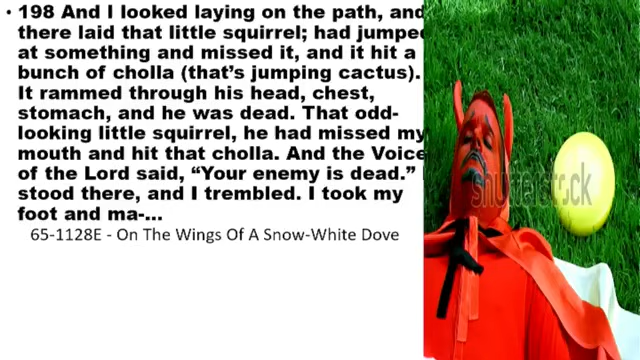 • 198 And I looked laying on the path, and
there laid that little squirrel; had jumped
at something and missed it, and it hit a
bunch of cholla (that's jumping cactus).
It rammed through his head, chest,
stomach, and he was dead. That odd-
looking little squirrel, he had missed my
mouth and hit that cholla. And the Voice
of the Lord said, “Your enemy is dead.” I
stood there, and I trembled. I took my
foot and ma-...
65-1128E - On The Wings Of A Snow-White Dove
shutterstock